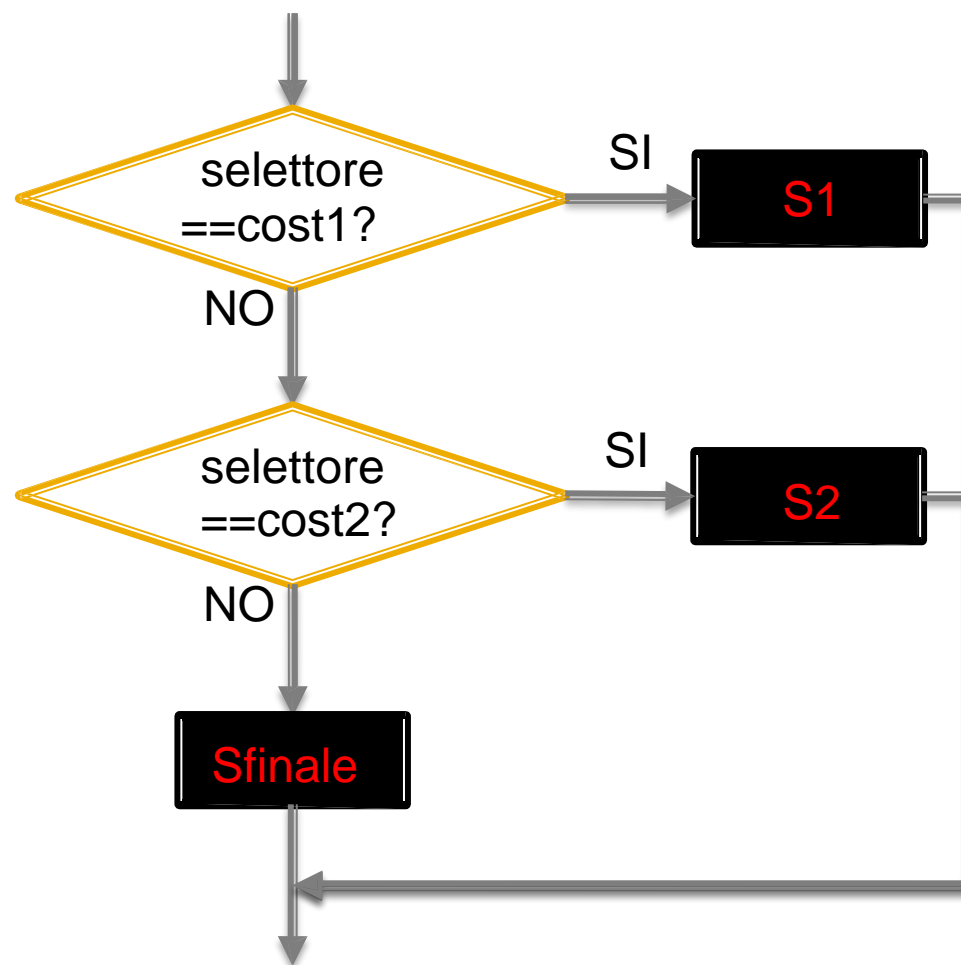 selettore
==cost1?
SI
S1
NO
selettore
==cost2?
SI
S2
NO
Sfinale